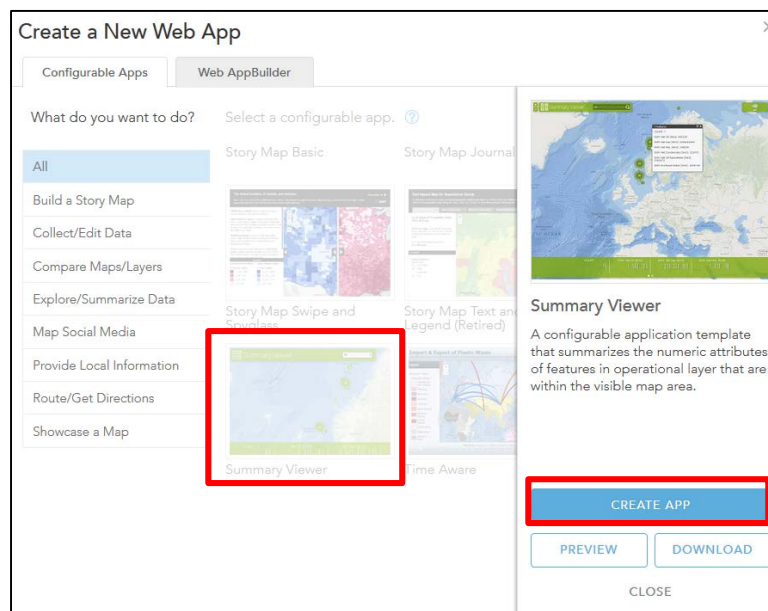 Create a New Web App
Configurable Apps
Web AppBuilder
What do you want to do?
All
Build a Story Map
Collect/Edit Data
Compare Maps/Layers
Explore/Summarize Data
Map Social Media
Provide Local Information
Route/Get Directions
Showcase a Map
Select a configurable app.
Story Map Basic
Story Map Journal
Story Map Swipe and
Spyglass
Story Map Text and
Legend (Retired)
Summary Viewer
Summary Viewer
Time Aware
Summary Viewer
A configurable application template
that summarizes the numeric attributes
of features in operational layer that are
within the visible map area.
CREATE APP
PREVIEW
DOWNLOAD
CLOSE